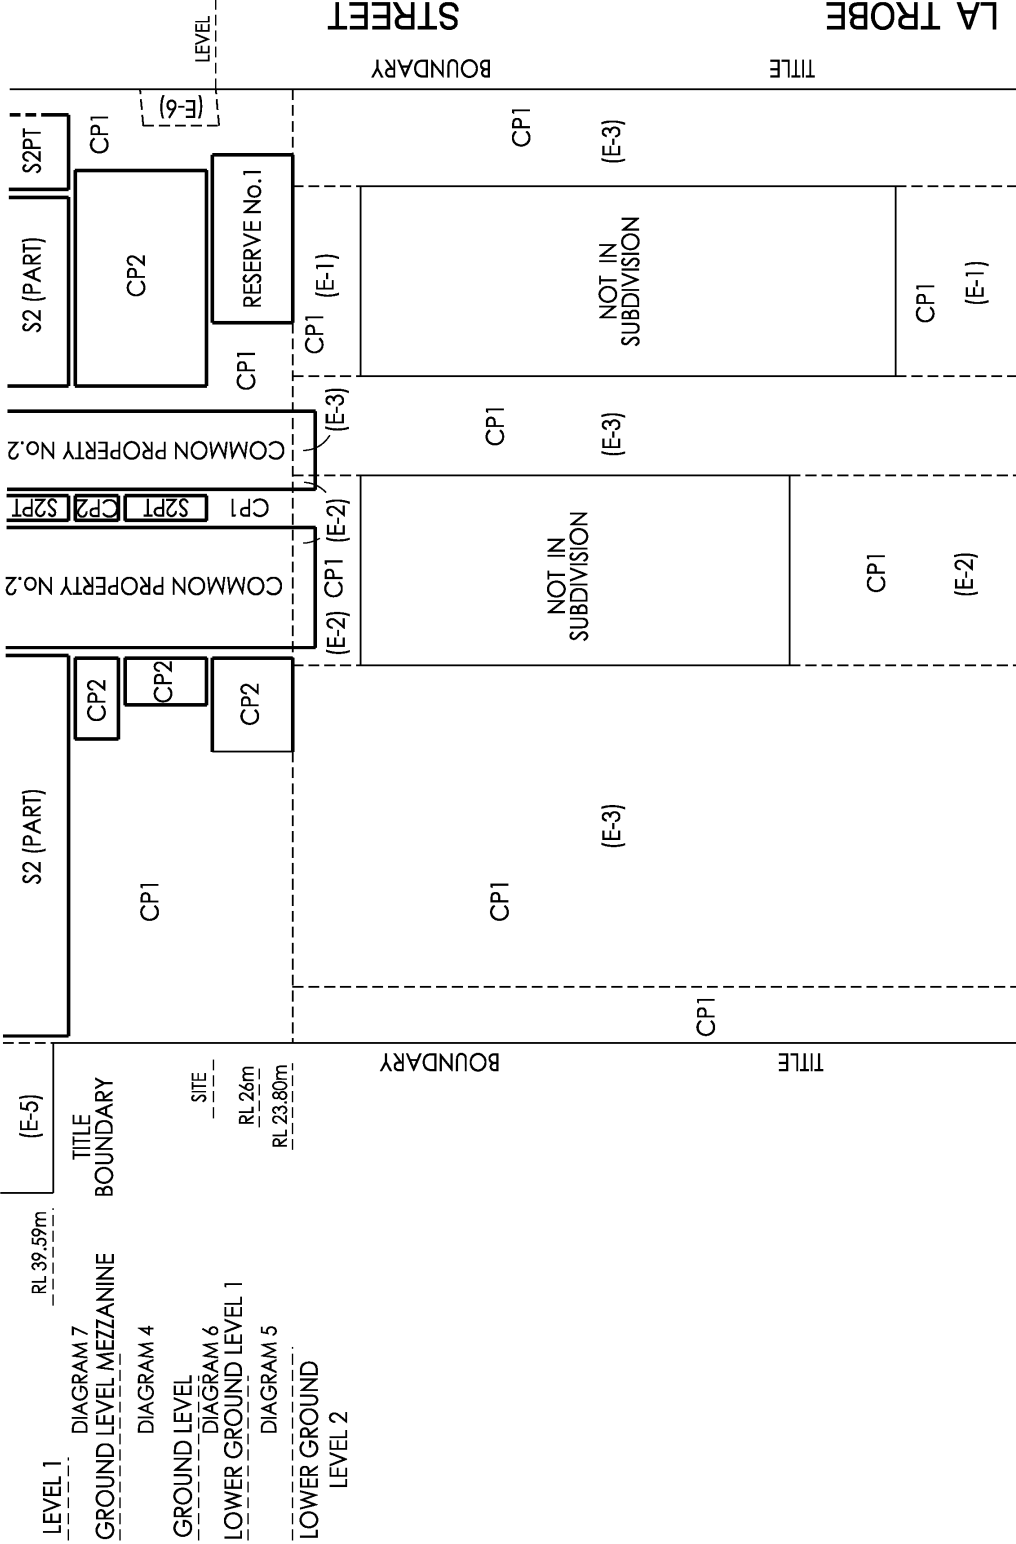 LA TROBE
STREET
TITLE
BOUNDARY
LEVEL
(E-6)
S2PT
CP1
CP1
(E-3)
S2 (PART)
CP2
RESERVE No.1
CP1
CP1
(E-1)
NOT IN
SUBDIVISION
CP1
(E-1)
COMMON PROPERTY No.2
(E-3)
CP1
(E-3)
S2PT
CP2
S2PT
CP1
(E-2)
COMMON PROPERTY No.2
CP1
(E-2)
NOT IN
SUBDIVISION
CP1
(E-2)
S2 (PART)
CP2
CP2
CP2
CP1
CP1
(E-3)
CP1
TITLE
BOUNDARY
(E-5)
TITLE
BOUNDARY
SITE
RL 26m
RL 23.80m
RL 39.59m
LEVEL 1
DIAGRAM 7
GROUND LEVEL MEZZANINE
DIAGRAM 4
GROUND LEVEL
DIAGRAM 6
LOWER GROUND LEVEL 1
DIAGRAM 5
LOWER GROUND
LEVEL 2